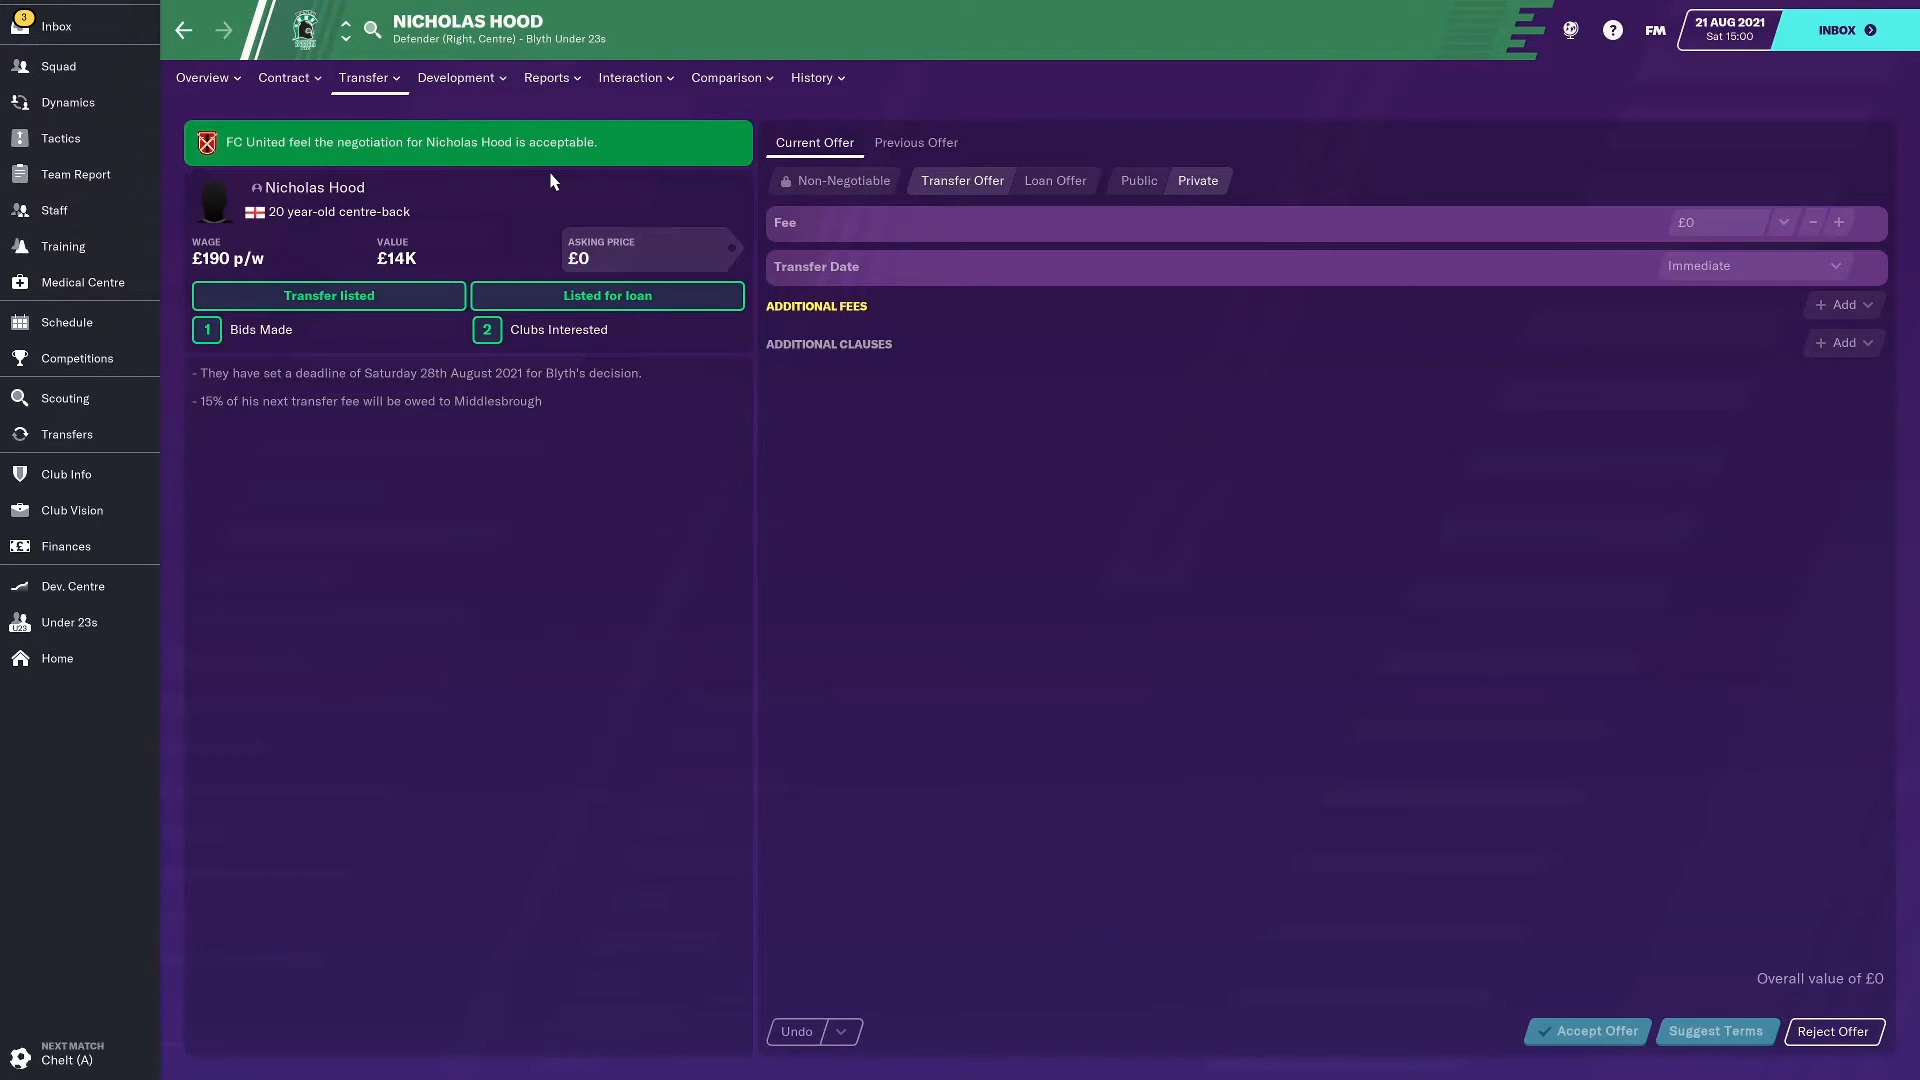 3
Inbox
Squad
Dynamics
Tactics
Team Report
Staff
Training
Medical Centre
Schedule
Competitions
Scouting
Transfers
Club Info
Club Vision
Finances
Dev. Centre
U23
Under 23s
Home
NEXT MATCH
Chelt (A)
NICHOLAS HOOD
Defender (Right, Centre) - Blyth Under 23s
?
FM
21 AUG 2021
Sat 15:00
INBOX
Overview Contract Transfer Development Reports Interaction Comparison History
FC United feel the negotiation for Nicholas Hood is acceptable.
Nicholas Hood
20 year-old centre-back
WAGE VALUE ASKING PRICE
£190 p/w £14K £0
Transfer listed Listed for loan
1 Bids Made 2 Clubs Interested
- They have set a deadline of Saturday 28th August 2021 for Blyth's decision.
- 15% of his next transfer fee will be owed to Middlesbrough
Current Offer Previous Offer
Non-Negotiable Transfer Offer Loan Offer Public Private
Fee £0 - +
Transfer Date Immediate
ADDITIONAL FEES + Add
ADDITIONAL CLAUSES + Add
Overall value of £0
Undo Accept Offer Suggest Terms Reject Offer